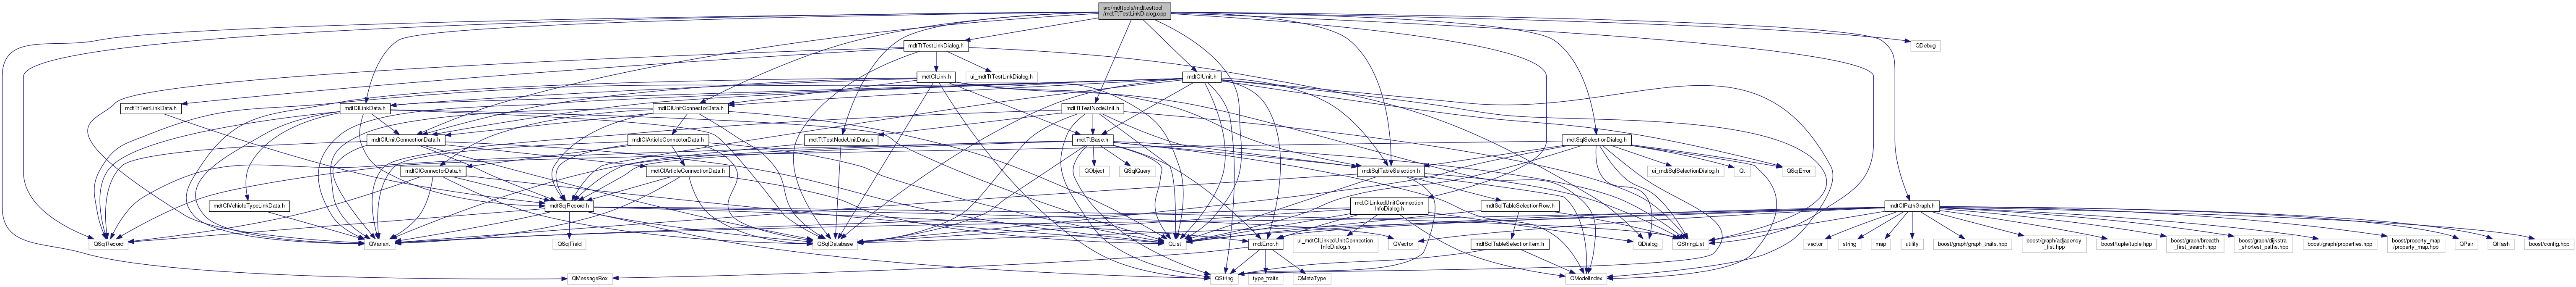 src/mdttools/mdttesttool
/mdtTtTestLinkDialog.cpp
QDebug
mdtTtTestLinkDialog.h
mdtClLink.h
ui_mdtTtTestLinkDialog.h
mdtClUnit.h
mdtTtTestLinkData.h
mdtClLinkData.h
mdtClUnitConnectorData.h
mdtTtTestNodeUnit.h
mdtClUnitConnectionData.h
mdtClArticleConnectorData.h
mdtTtTestNodeUnitData.h
mdtTtBase.h
mdtSqlSelectionDialog.h
mdtClConnectorData.h
mdtClArticleConnectionData.h
QObject
QSqlQuery
mdtSqlTableSelection.h
ui_mdtSqlSelectionDialog.h
Qt
QSqlError
mdtClVehicleTypeLinkData.h
mdtSqlRecord.h
mdtClLinkedUnitConnection
InfoDialog.h
mdtSqlTableSelectionRow.h
mdtClPathGraph.h
QSqlRecord
QVariant
QSqlField
QSqlDatabase
QList
mdtError.h
ui_mdtClLinkedUnitConnection
InfoDialog.h
QVector
mdtSqlTableSelectionItem.h
QDialog
QStringList
vector
string
map
utility
boost/graph/graph_traits.hpp
boost/graph/adjacency
_list.hpp
boost/tuple/tuple.hpp
boost/graph/breadth
_first_search.hpp
boost/graph/dijkstra
_shortest_paths.hpp
boost/graph/properties.hpp
boost/property_map
/property_map.hpp
QPair
QHash
boost/config.hpp
QMessageBox
QString
type_traits
QMetaType
QModelIndex